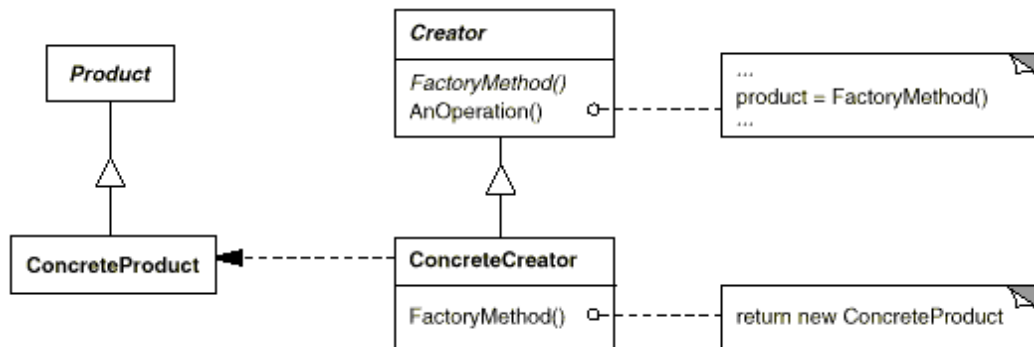 Product
ConcreteProduct
Creator
FactoryMethod()
AnOperation()
...
product = FactoryMethod()
...
ConcreteCreator
FactoryMethod()
return new ConcreteProduct